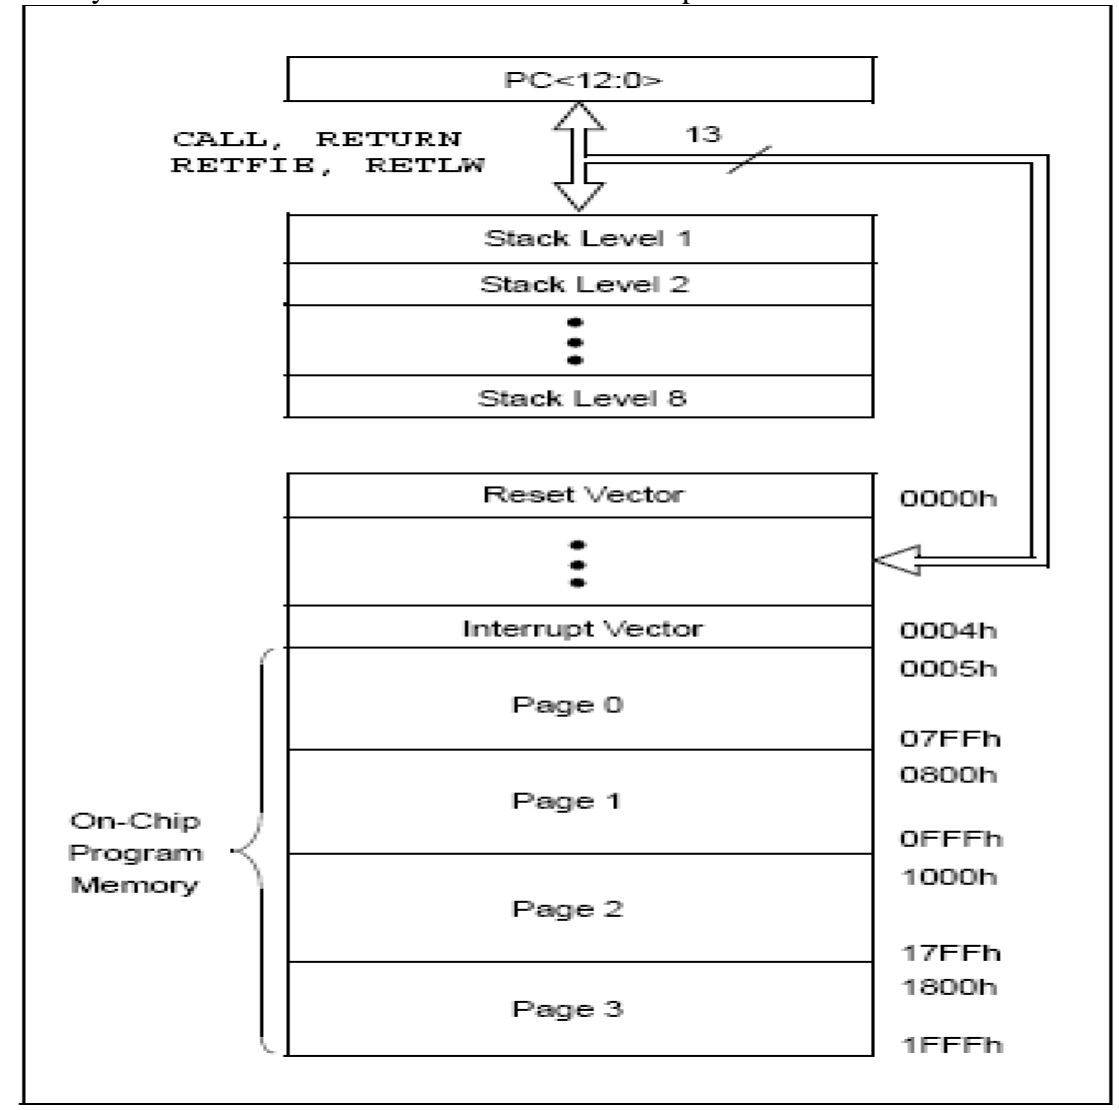 PC<12:0>
CALL, RETURN
RETFIE, RETLW
13
Stack Level 1
Stack Level 2
Stack Level 8
Reset Vector
0000h
Interrupt Vector
0004h
0005h
Page 0
07FFh
0800h
Page 1
On-Chip
Program
Memory
0FFFh
1000h
Page 2
17FFh
1800h
Page 3
1FFFh